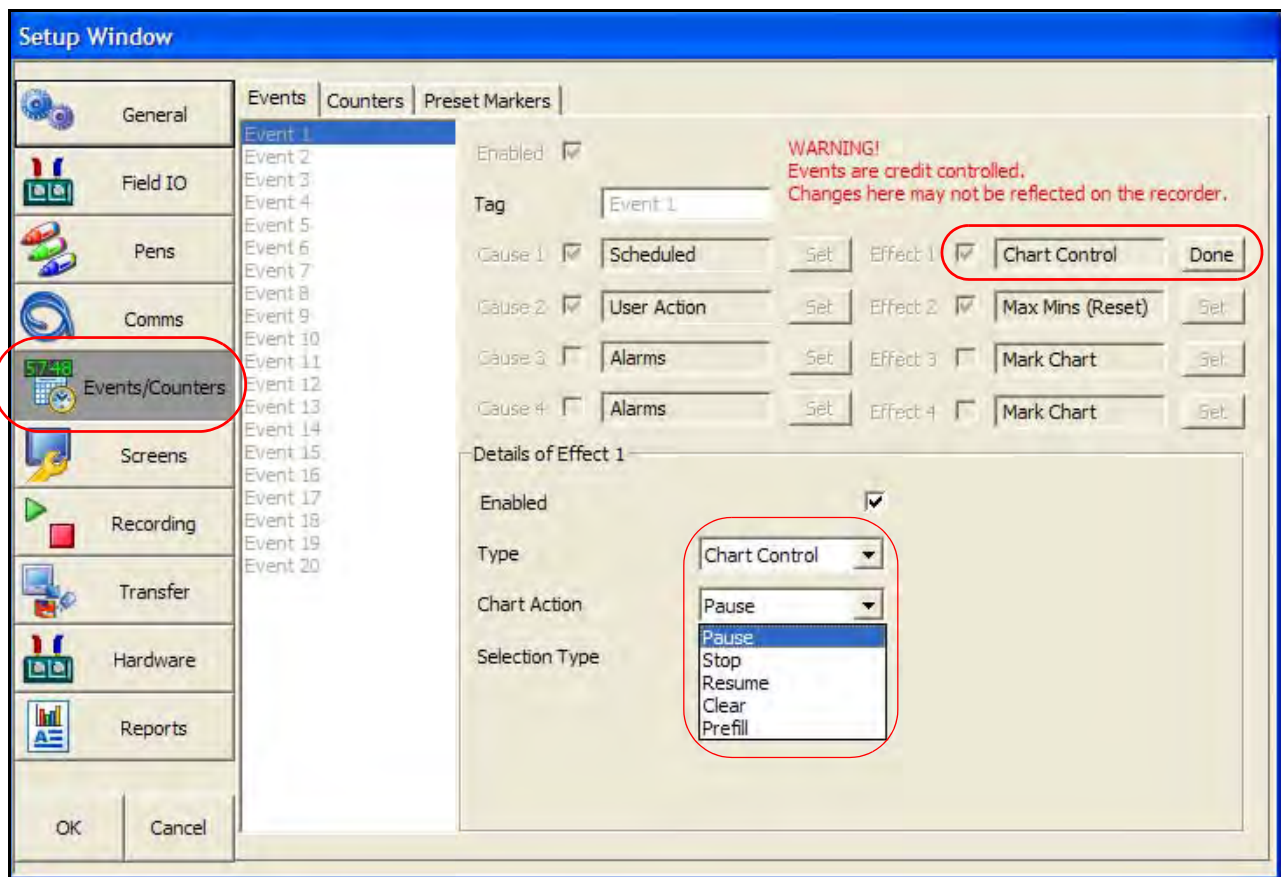 Setup Window
General
Field IO
Pens
Comms
57:48
Events/Counters
Screens
Recording
Transfer
Hardware
Reports
OK Cancel
Events Counters Preset Markers
Event 1
Event 2
Event 3
Event 4
Event 5
Event 6
Event 7
Event 8
Event 9
Event 10
Event 11
Event 12
Event 13
Event 14
Event 15
Event 16
Event 17
Event 18
Event 19
Event 20
Enabled
WARNING!
Events are credit controlled.
Changes here may not be reflected on the recorder.
Tag Event 1
Cause 1 Scheduled Set Effect 1 Chart Control Done
Cause 2 User Action Set Effect 2 Max Mins (Reset) Set
Cause 3 Alarms Set Effect 3 Mark Chart Set
Cause 4 Alarms Set Effect 4 Mark Chart Set
Details of Effect 1
Enabled
Type Chart Control
Chart Action Pause
Selection Type
Pause
Stop
Resume
Clear
Prefill